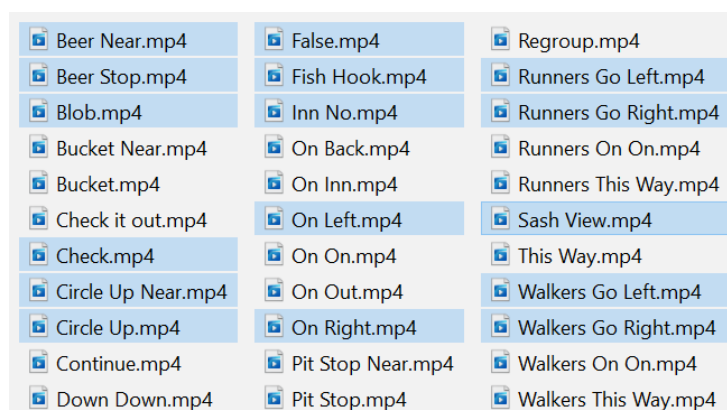 Beer Near.mp4
Beer Stop.mp4
Blob.mp4
Bucket Near.mp4
Bucket.mp4
Check it out.mp4
Check.mp4
Circle Up Near.mp4
Circle Up.mp4
Continue.mp4
Down Down.mp4
False.mp4
Fish Hook.mp4
Inn No.mp4
On Back.mp4
On Inn.mp4
On Left.mp4
On On.mp4
On Out.mp4
On Right.mp4
Pit Stop Near.mp4
Pit Stop.mp4
Regroup.mp4
Runners Go Left.mp4
Runners Go Right.mp4
Runners On On.mp4
Runners This Way.mp4
Sash View.mp4
This Way.mp4
Walkers Go Left.mp4
Walkers Go Right.mp4
Walkers On On.mp4
Walkers This Way.mp4